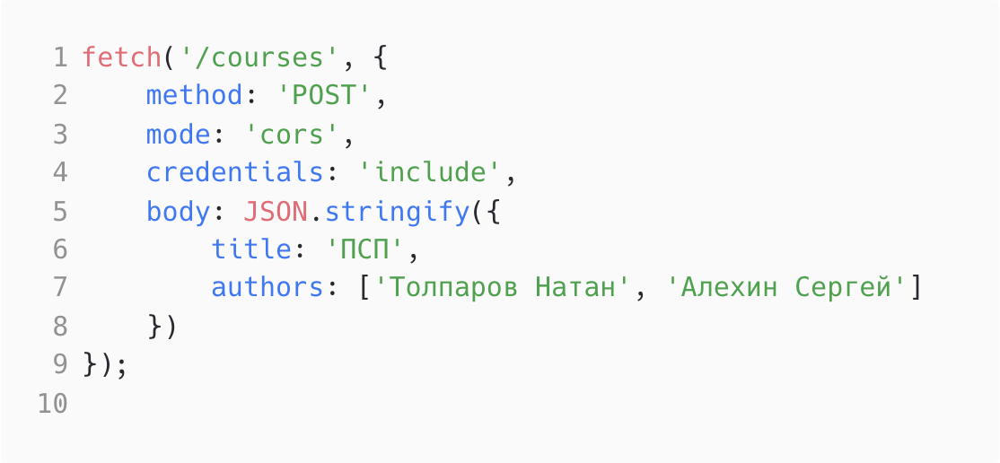 1 fetch('/courses', {
2     method: 'POST',
3     mode: 'cors',
4     credentials: 'include',
5     body: JSON.stringify({
6         title: 'ПСП',
7         authors: ['Толпаров Натан', 'Алехин Сергей']
8     })
9 });
10